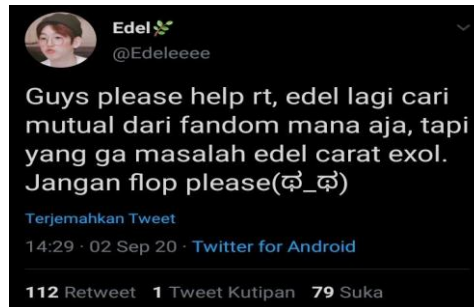 Edel🌿
@Edeleeee
Guys please help rt, edel lagi cari
mutual dari fandom mana aja, tapi
yang ga masalah edel carat exol.
Jangan flop please(ಥ_ಥ)
Terjemahkan Tweet
14:29 · 02 Sep 20 · Twitter for Android
112 Retweet 1 Tweet Kutipan 79 Suka